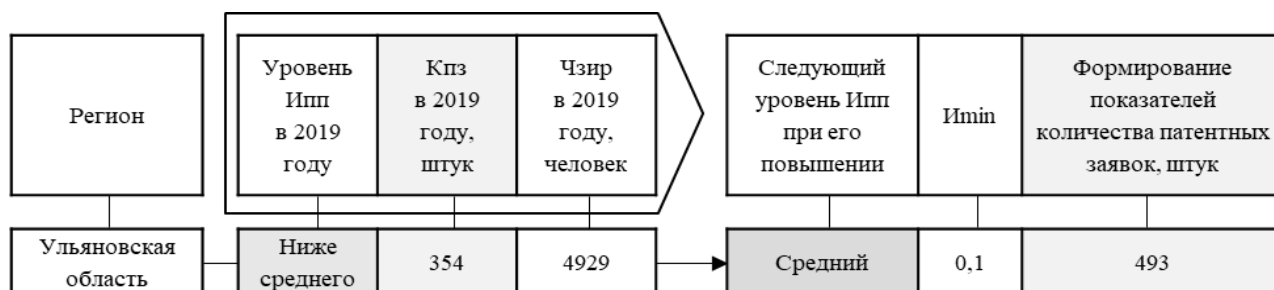 Регион
Уровень
Ипп
в 2019
году
Кпз
в 2019
году,
штук
Чзир
в 2019
году,
человек
Следующий
уровень Ипп
при его
повышении
Иmin
Формирование
показателей
количества патентных
заявок, штук
Ульяновская
область
Ниже
среднего
354
4929
Средний
0,1
493